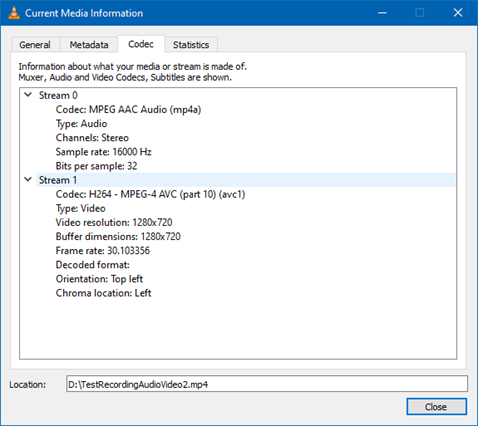 Current Media Information
General Metadata Codec Statistics
Information about what your media or stream is made of.
Muxer, Audio and Video Codecs, Subtitles are shown.
Stream 0
Codec: MPEG AAC Audio (mp4a)
Type: Audio
Channels: Stereo
Sample rate: 16000 Hz
Bits per sample: 32
Stream 1
Codec: H264 - MPEG-4 AVC (part 10) (avc1)
Type: Video
Video resolution: 1280x720
Buffer dimensions: 1280x720
Frame rate: 30.103356
Decoded format:
Orientation: Top left
Chroma location: Left
Location: D:\TestRecordingAudioVideo2.mp4
Close